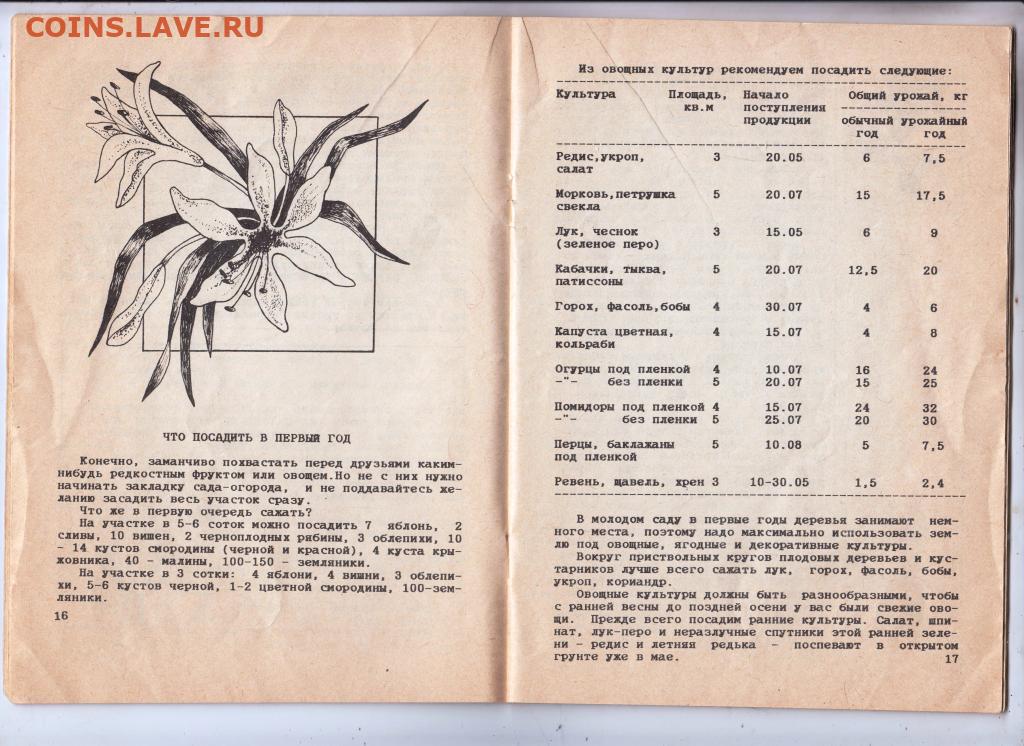 COINS.LAVE.RU
ЧТО ПОСАДИТЬ В ПЕРВЫЙ ГОД
Конечно, заманчиво похвастать перед друзьями каким-
нибудь редкостным фруктом или овощем.Но не с них нужно
начинать закладку сада-огорода, и не поддавайтесь же-
ланию засадить весь участок сразу.
Что же в первую очередь сажать?
На участке в 5-6 соток можно посадить 7 яблонь, 2
сливы, 10 вишен, 2 черноплодных рябины, 3 облепихи, 10
- 14 кустов смородины (черной и красной), 4 куста кры-
жовника, 40 - малины, 100-150 - земляники.
На участке в 3 сотки: 4 яблони, 4 вишни, 3 облепи-
хи, 5-6 кустов черной, 1-2 цветной смородины, 100-зем-
ляники.
16
Из овощных культур рекомендуем посадить следующие:
Культура Площадь, Начало Общий урожай, кг
кв.м поступления
продукции обычный урожайный
год год
Редис,укроп, 3 20.05 6 7,5
салат
Морковь,петрушка 5 20.07 15 17,5
свекла
Лук, чеснок 3 15.05 6 9
(зеленое перо)
Кабачки, тыква, 5 20.07 12,5 20
патиссоны
Горох, фасоль,бобы 4 30.07 4 6
Капуста цветная, 4 15.07 4 8
кольраби
Огурцы под пленкой 4 10.07 16 24
-"- без пленки 5 20.07 15 25
Помидоры под пленкой 4 15.07 24 32
-"- без пленки 5 25.07 20 30
Перцы, баклажаны 5 10.08 5 7,5
под пленкой
Ревень, щавель, хрен 3 10-30.05 1,5 2,4
В молодом саду в первые годы деревья занимают нем-
ного места, поэтому надо максимально использовать зем-
лю под овощные, ягодные и декоративные культуры.
Вокруг приствольных кругов плодовых деревьев и кус-
тарников лучше всего сажать лук, горох, фасоль, бобы,
укроп, кориандр.
Овощные культуры должны быть разнообразными, чтобы
с ранней весны до поздней осени у вас были свежие ово-
щи. Прежде всего посадим ранние культуры. Салат, шпи-
нат, лук-перо и неразлучные спутники этой ранней зеле-
ни - редис и летняя редька - поспевают в открытом
грунте уже в мае.
17